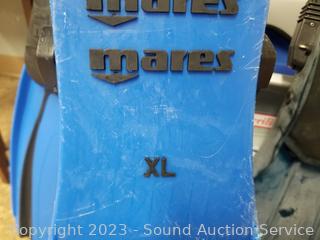 mares
mares
XL
Copyright 2023 - Sound Auction Service